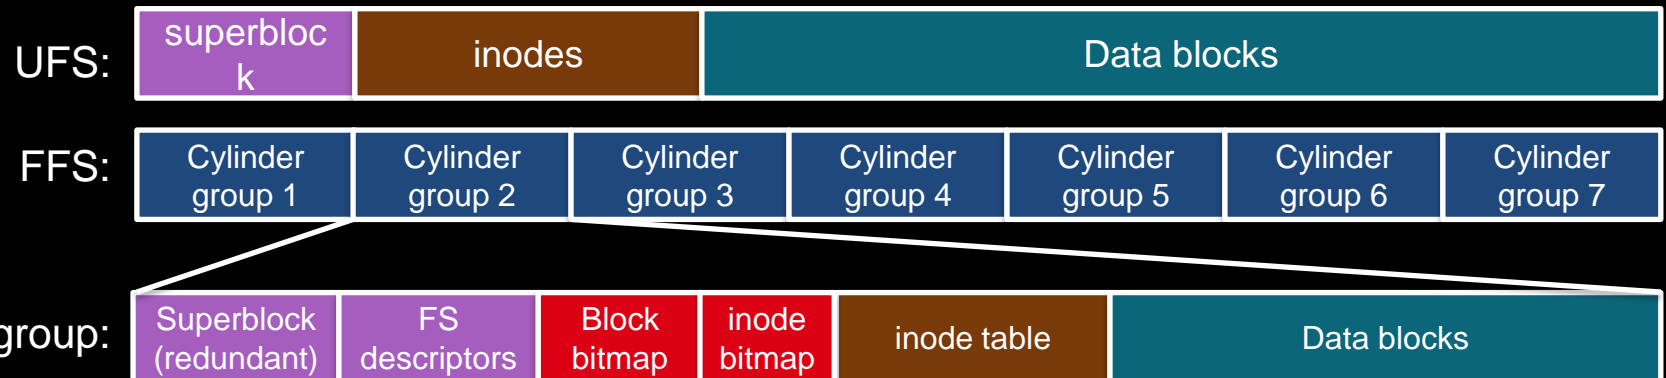 UFS:
superbloc
k
inodes
Data blocks
FFS:
Cylinder
group 1
Cylinder
group 2
Cylinder
group 3
Cylinder
group 4
Cylinder
group 5
Cylinder
group 6
Cylinder
group 7
group:
Superblock
(redundant)
FS
descriptors
Block
bitmap
inode
bitmap
inode table
Data blocks